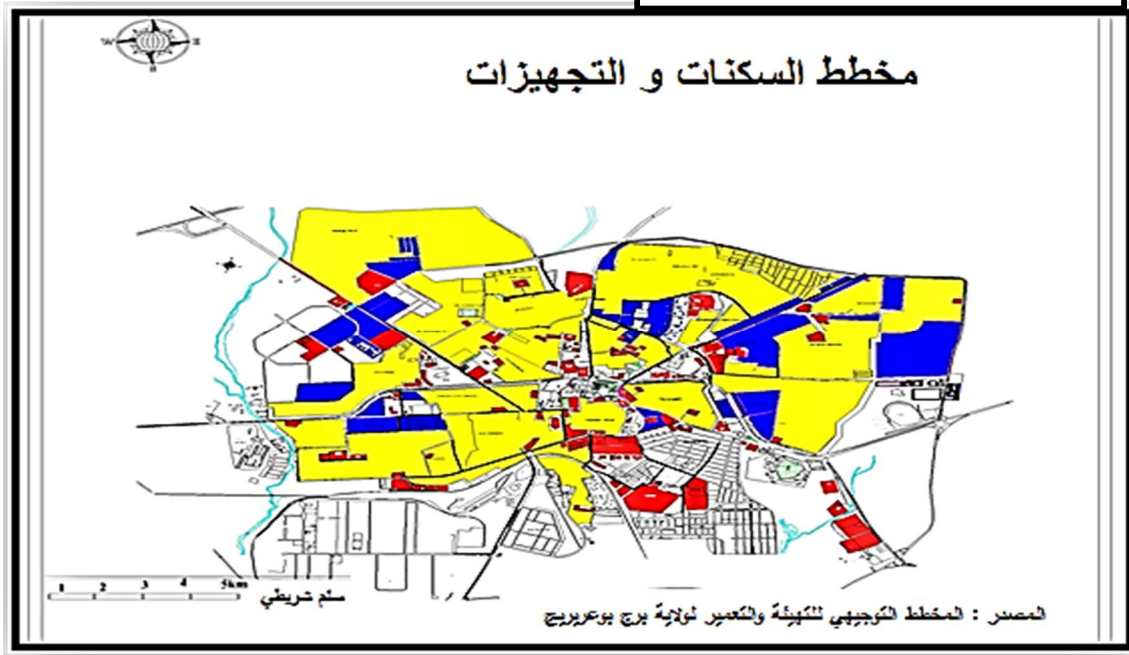 مخطط السكنات و التجهيزات
1 2 3 4 5km
سلم شريطي
المصدر : المخطط التوجيهي للتهيئة والتعمير لولاية برج بوعريريج